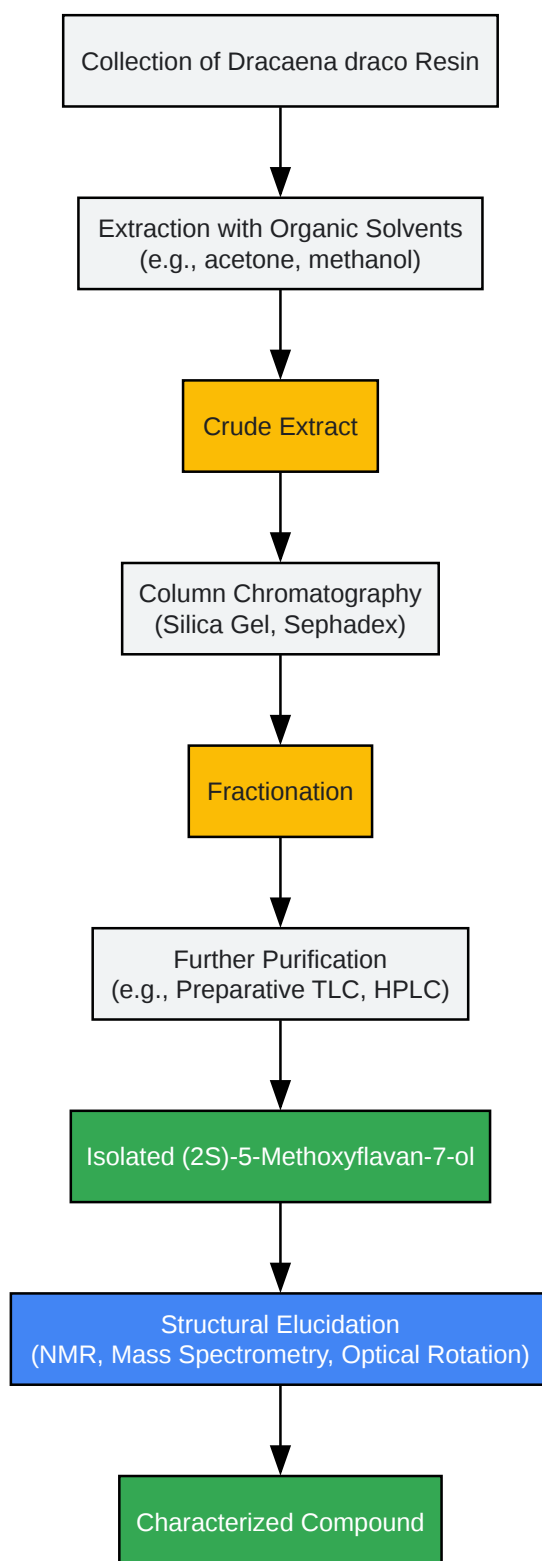 Collection of Dracaena draco Resin
Extraction with Organic Solvents
(e.g., acetone, methanol)
Crude Extract
Column Chromatography
(Silica Gel, Sephadex)
Fractionation
Further Purification
(e.g., Preparative TLC, HPLC)
Isolated (2S)-5-Methoxyflavan-7-ol
Structural Elucidation
(NMR, Mass Spectrometry, Optical Rotation)
Characterized Compound